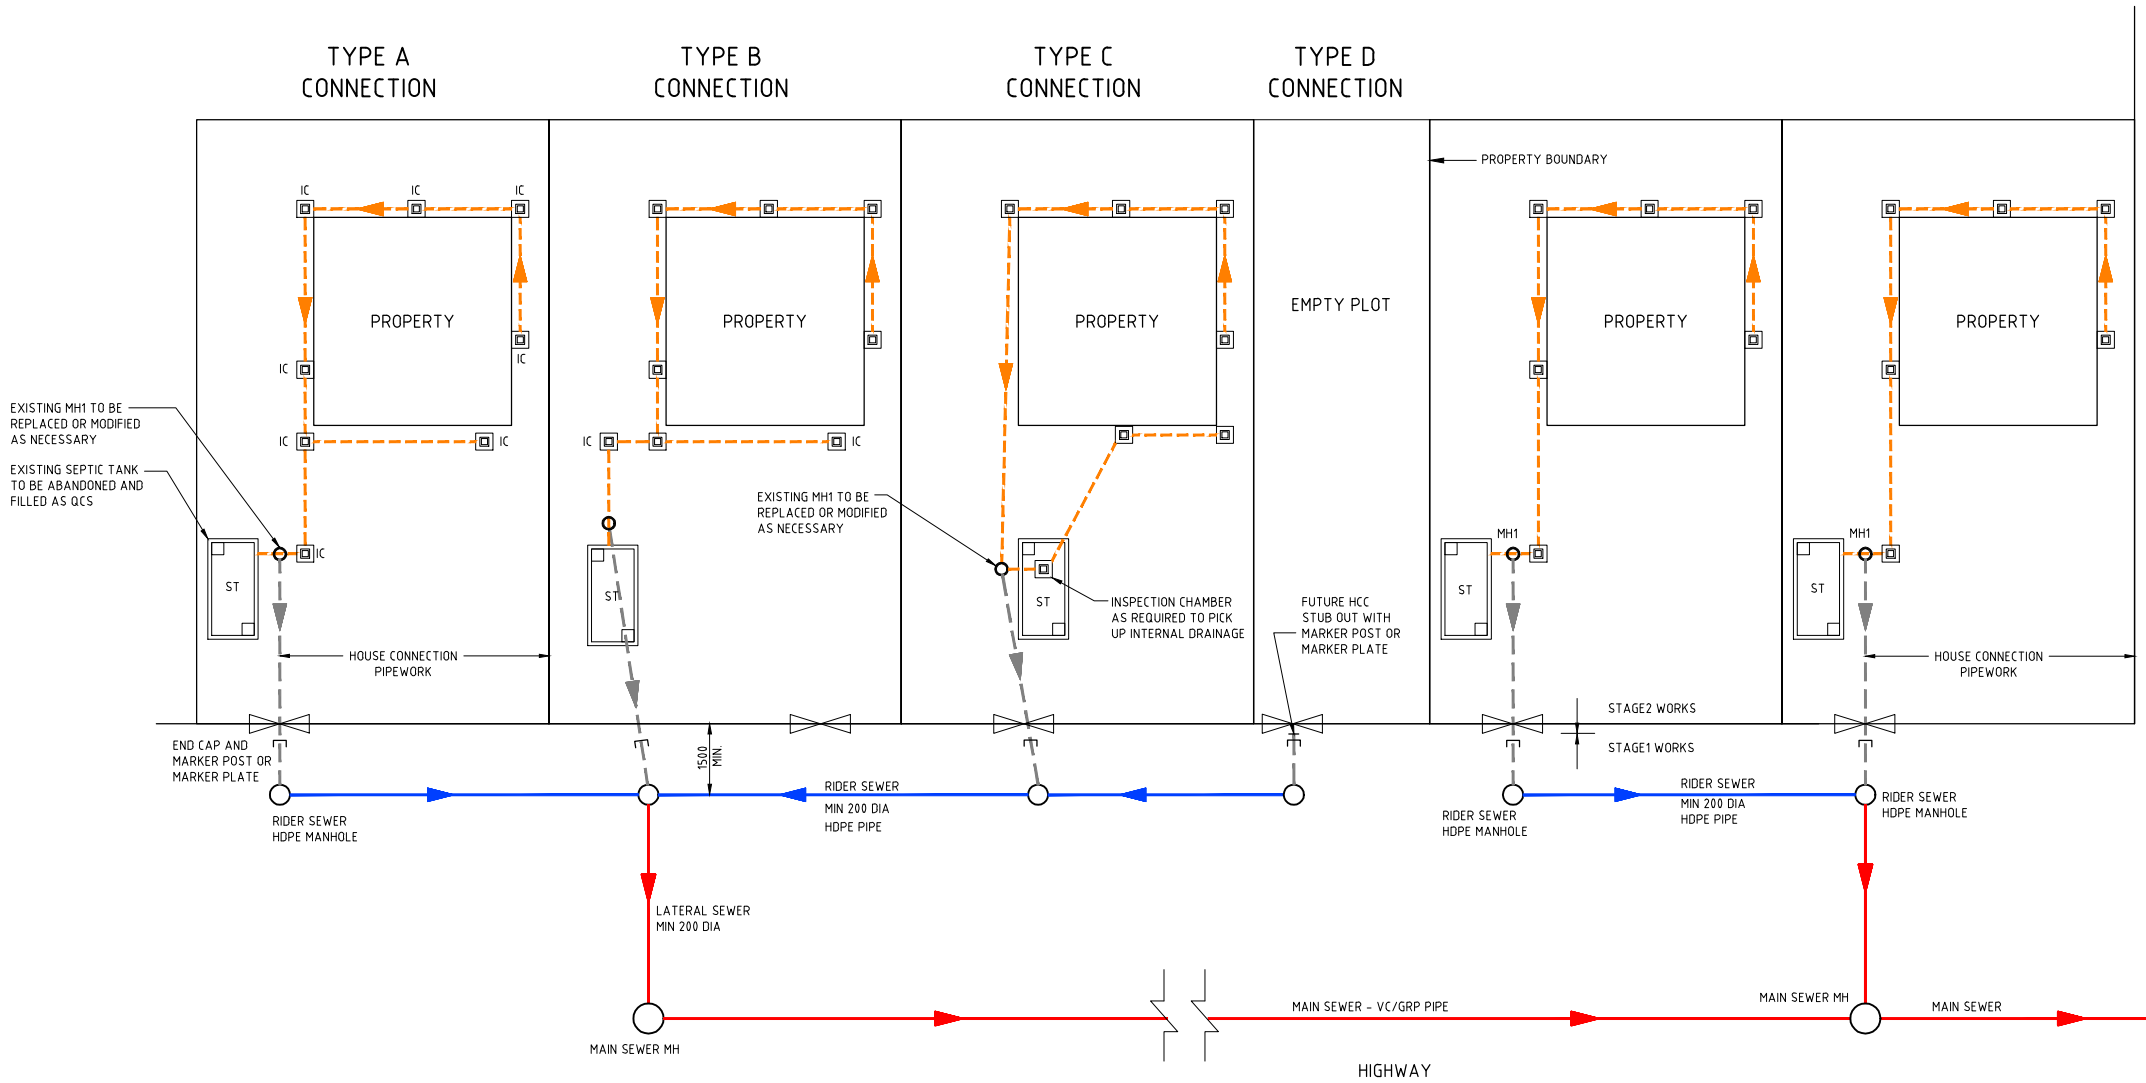 TYPE A
CONNECTION
TYPE B
CONNECTION
TYPE C
CONNECTION
TYPE D
CONNECTION
PROPERTY BOUNDARY
IC
IC
IC
EMPTY PLOT
PROPERTY
PROPERTY
PROPERTY
PROPERTY
PROPERTY
IC
IC
EXISTING MH1 TO BE
REPLACED OR MODIFIED
AS NECESSARY
IC
IC
IC
IC
EXISTING SEPTIC TANK
TO BE ABANDONED AND
FILLED AS QCS
EXISTING MH1 TO BE
REPLACED OR MODIFIED
AS NECESSARY
IC
MH1
MH1
ST
ST
ST
ST
ST
INSPECTION CHAMBER
AS REQUIRED TO PICK
UP INTERNAL DRAINAGE
FUTURE HCC
STUB OUT WITH
MARKER POST OR
MARKER PLATE
HOUSE CONNECTION
PIPEWORK
HOUSE CONNECTION
PIPEWORK
STAGE2 WORKS
STAGE1 WORKS
END CAP AND
MARKER POST OR
MARKER PLATE
1500
MIN.
RIDER SEWER
MIN 200 DIA
HDPE PIPE
RIDER SEWER
MIN 200 DIA
HDPE PIPE
RIDER SEWER
HDPE MANHOLE
RIDER SEWER
HDPE MANHOLE
RIDER SEWER
HDPE MANHOLE
LATERAL SEWER
MIN 200 DIA
MAIN SEWER - VC/GRP PIPE
MAIN SEWER MH
MAIN SEWER
MAIN SEWER MH
HIGHWAY